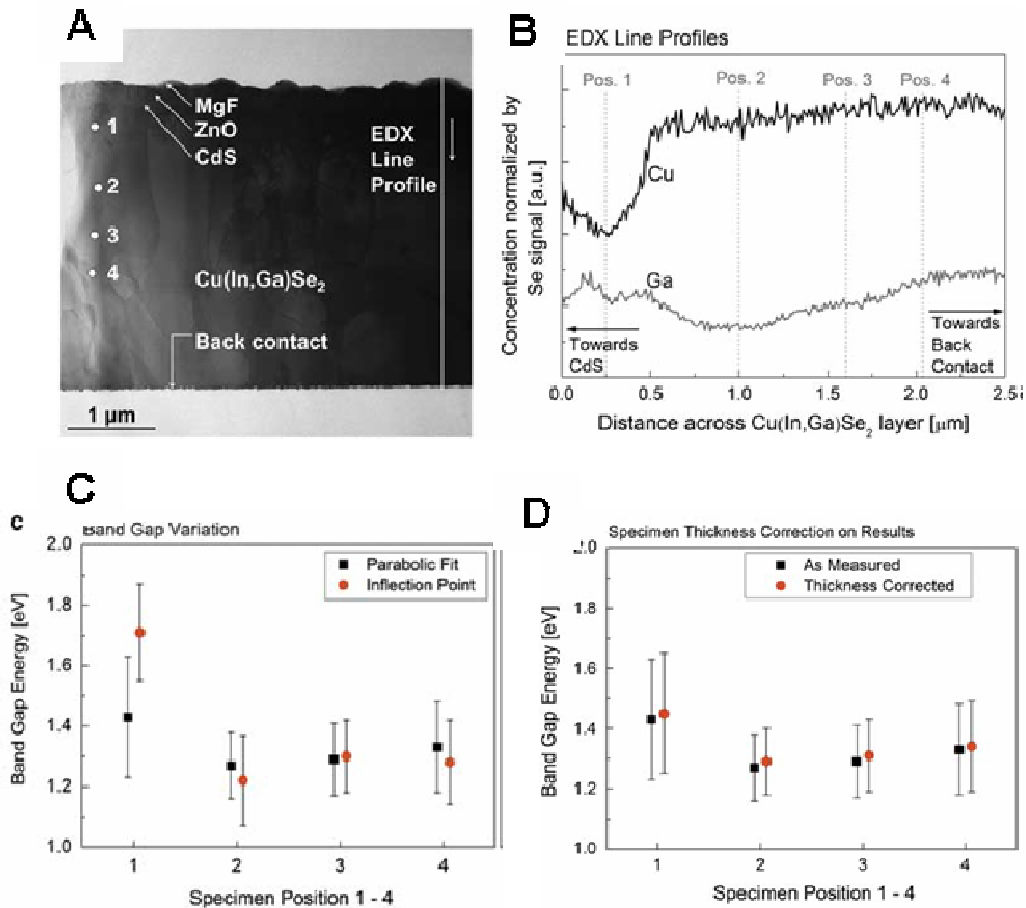 A
MgF
ZnO
CdS
EDX
Line
Profile
1
2
3
4
Cu(In,Ga)Se2
Back contact
1 µm
B
EDX Line Profiles
Pos. 1
Pos. 2
Pos. 3
Pos. 4
Concentration normalized by
Se signal [a.u.]
Cu
Ga
Towards
CdS
Towards
Back
Contact
0.0
0.5
1.0
1.5
2.0
2.5
Distance across Cu(In,Ga)Se2 layer [µm]
C
c
Band Gap Variation
Parabolic Fit
Inflection Point
Band Gap Energy [eV]
2.0
1.8
1.6
1.4
1.2
1.0
1
2
3
4
Specimen Position 1 - 4
D
Specimen Thickness Correction on Results
As Measured
Thickness Corrected
Band Gap Energy [eV]
.0
1.8
1.6
1.4
1.2
1.0
1
2
3
4
Specimen Position 1 - 4